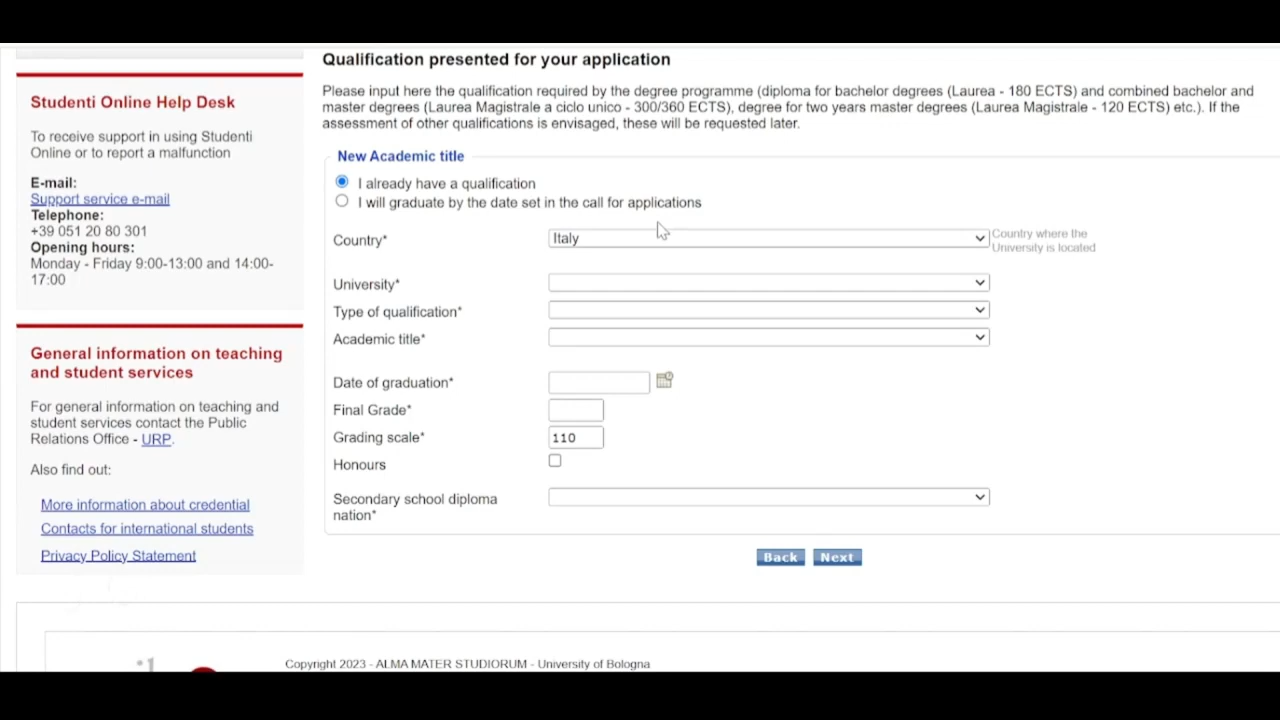 Studenti Online Help Desk
To receive support in using Studenti
Online or to report a malfunction
E-mail:
Support service e-mail
Telephone:
+39 051 20 80 301
Opening hours:
Monday - Friday 9:00-13:00 and 14:00-
17:00
General information on teaching
and student services
For general information on teaching and
student services contact the Public
Relations Office - URP.
Also find out:
More information about credential
Contacts for international students
Privacy Policy Statement
Qualification presented for your application
Please input here the qualification required by the degree programme (diploma for bachelor degrees (Laurea - 180 ECTS) and combined bachelor and
master degrees (Laurea Magistrale a ciclo unico - 300/360 ECTS), degree for two years master degrees (Laurea Magistrale - 120 ECTS) etc.). If the
assessment of other qualifications is envisaged, these will be requested later.
New Academic title
I already have a qualification
I will graduate by the date set in the call for applications
Country* Italy
Country where the
University is located
University*
Type of qualification*
Academic title*
Date of graduation*
Final Grade*
Grading scale* 110
Honours
Secondary school diploma
nation*
Back Next
Copyright 2023 - ALMA MATER STUDIORUM - University of Bologna